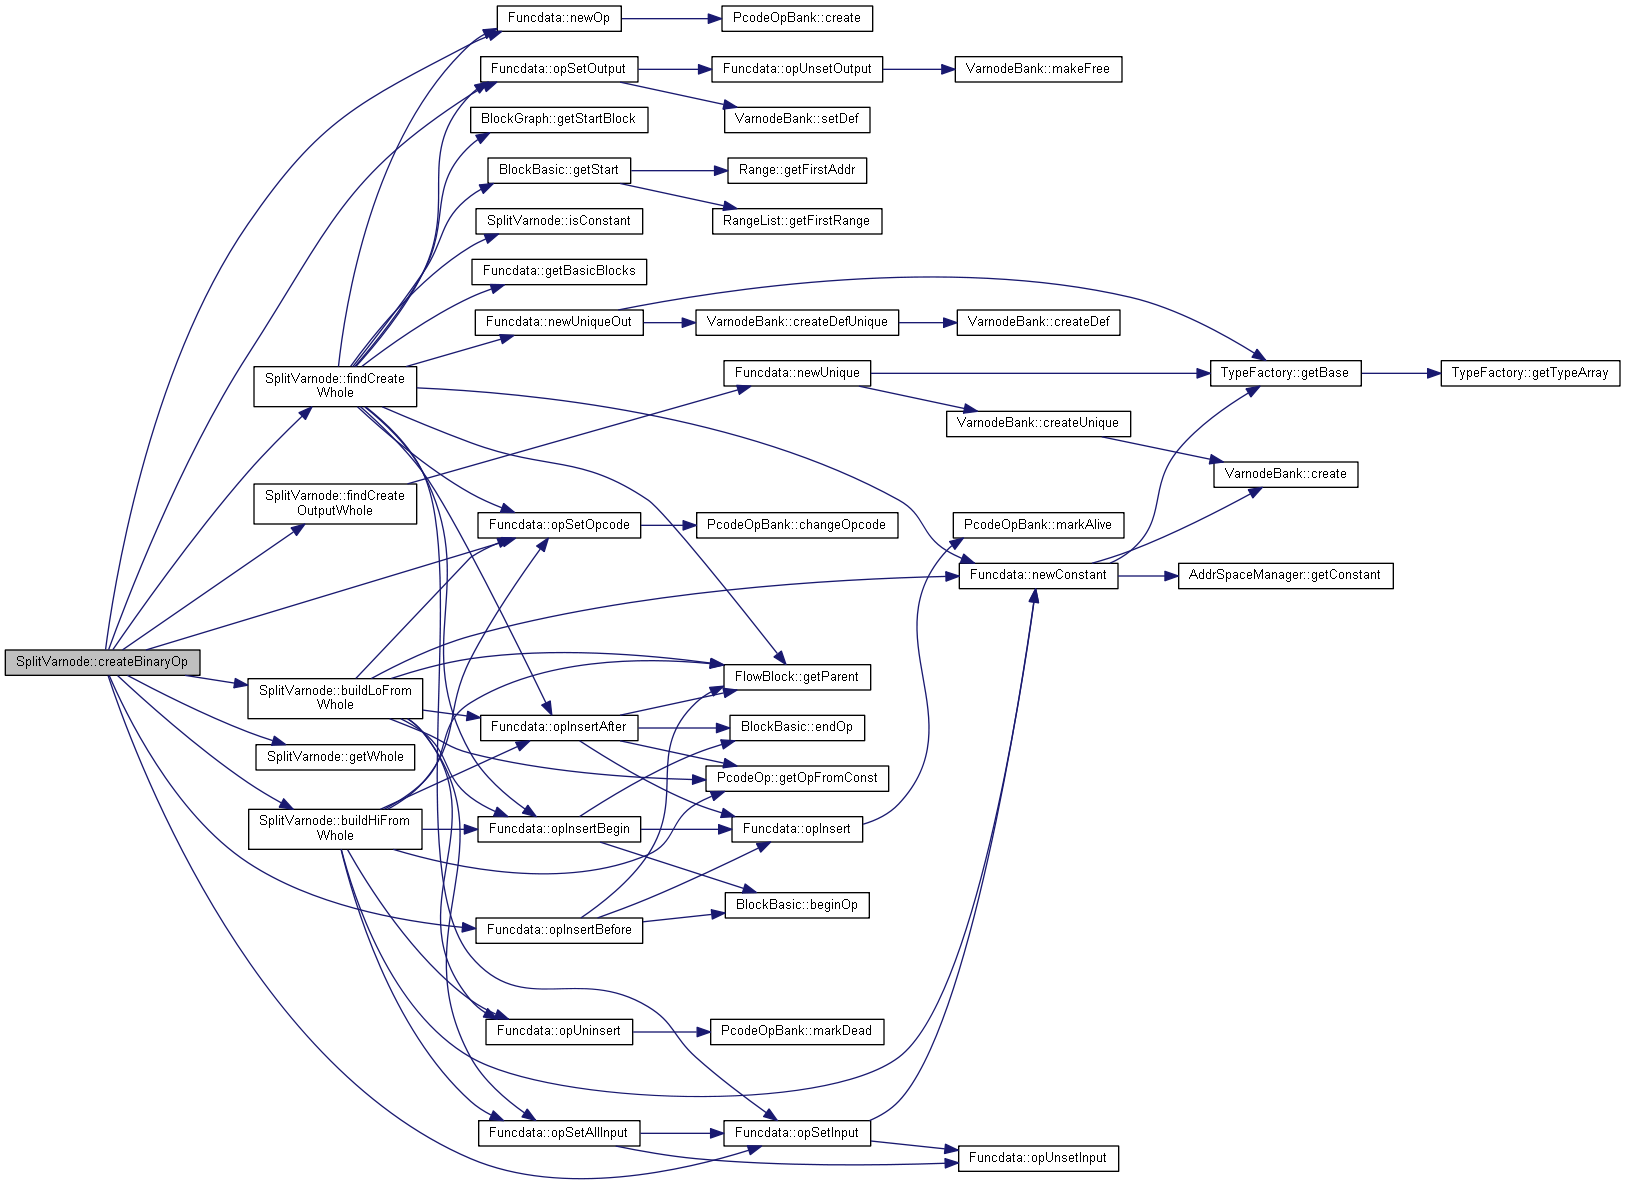 Funcdata::newOp
PcodeOpBank::create
Funcdata::opSetOutput
Funcdata::opUnsetOutput
VarnodeBank::makeFree
BlockGraph::getStartBlock
VarnodeBank::setDef
BlockBasic::getStart
Range::getFirstAddr
SplitVarnode::isConstant
RangeList::getFirstRange
Funcdata::getBasicBlocks
Funcdata::newUniqueOut
VarnodeBank::createDefUnique
VarnodeBank::createDef
SplitVarnode::findCreate
Whole
Funcdata::newUnique
TypeFactory::getBase
TypeFactory::getTypeArray
VarnodeBank::createUnique
VarnodeBank::create
SplitVarnode::findCreate
OutputWhole
Funcdata::opSetOpcode
PcodeOpBank::changeOpcode
PcodeOpBank::markAlive
Funcdata::newConstant
AddrSpaceManager::getConstant
SplitVarnode::createBinaryOp
SplitVarnode::buildLoFrom
Whole
FlowBlock::getParent
Funcdata::opInsertAfter
BlockBasic::endOp
SplitVarnode::getWhole
PcodeOp::getOpFromConst
SplitVarnode::buildHiFrom
Whole
Funcdata::opInsertBegin
Funcdata::opInsert
BlockBasic::beginOp
Funcdata::opInsertBefore
Funcdata::opUninsert
PcodeOpBank::markDead
Funcdata::opSetAllInput
Funcdata::opSetInput
Funcdata::opUnsetInput